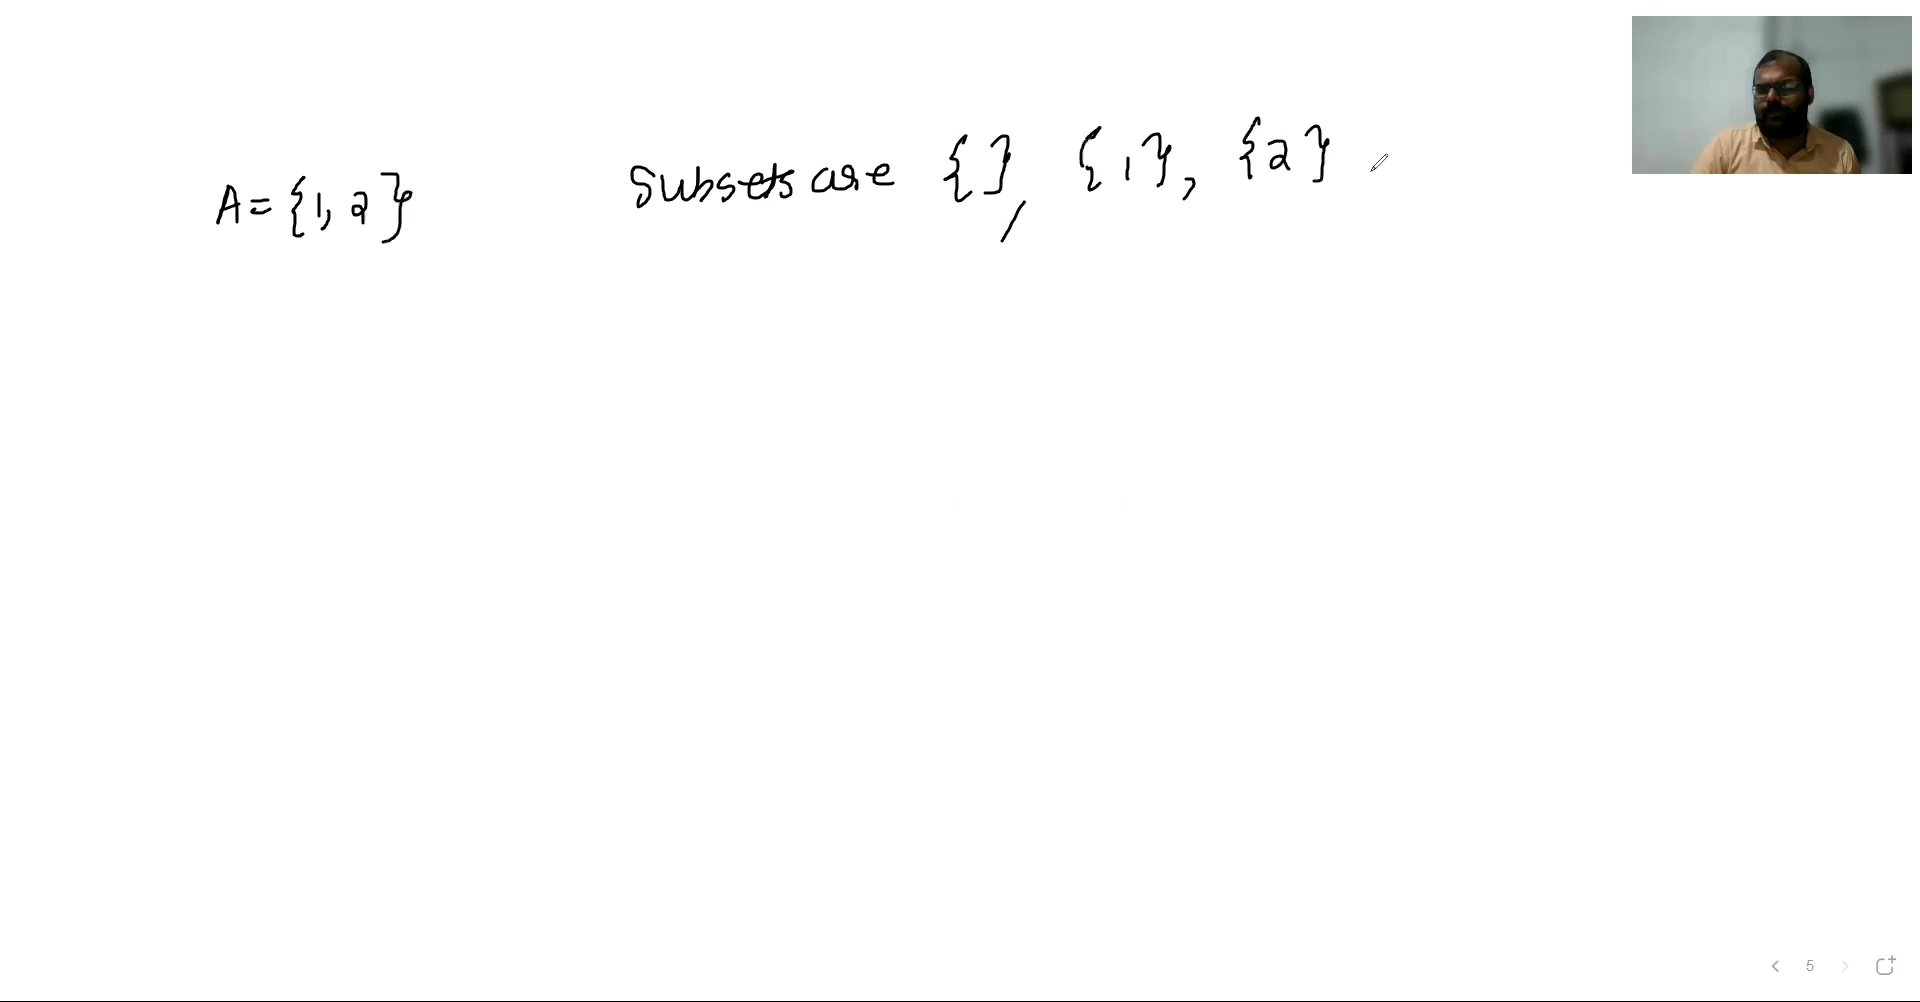 A = {1, 2}   Subsets are { }, {1}, {2}
5